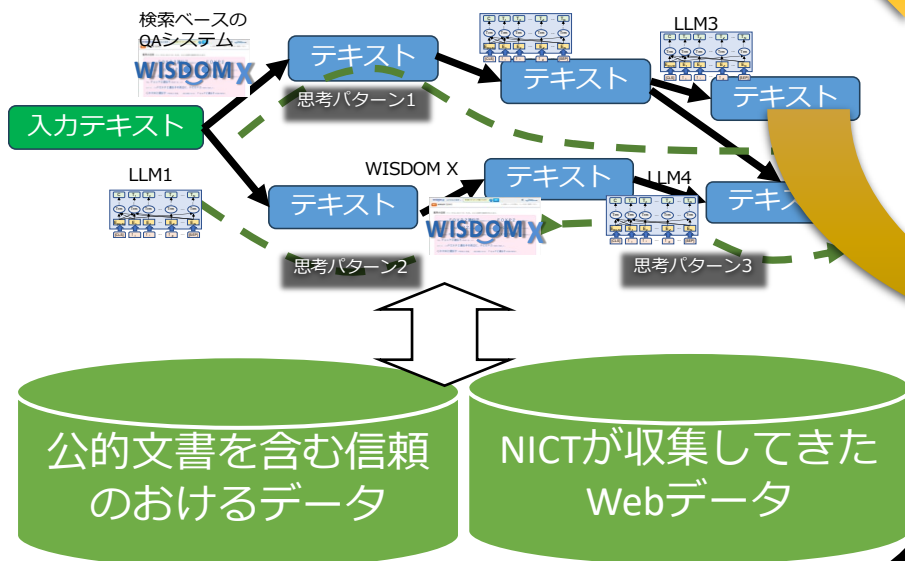 検索ベースの
QAシステム
WISDOM X
テキスト
思考パターン1
テキスト
LLM3
テキスト
入力テキスト
LLM1
テキスト
WISDOM X
テキスト
LLM4
テキ
WISDOM X
思考パターン2
思考パターン3
公的文書を含む信頼
のおけるデータ
NICTが収集してきた
Webデータ